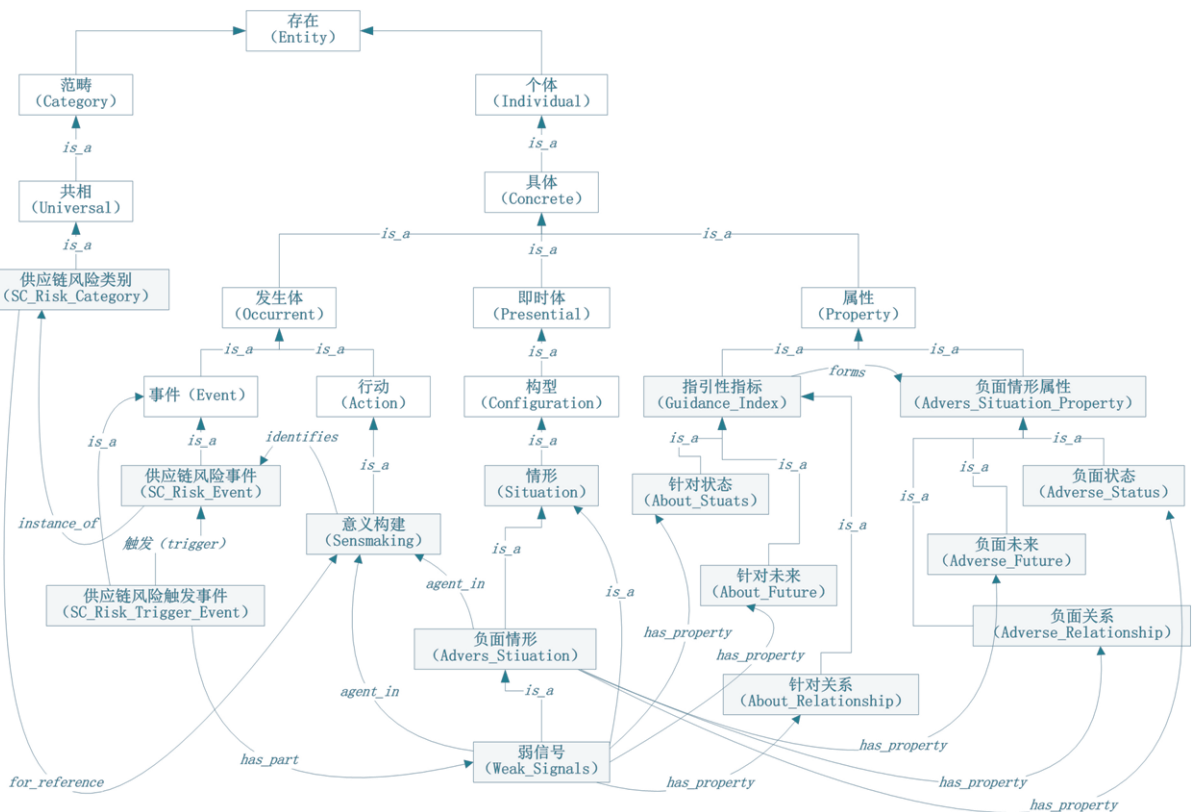 存在
(Entity)
范畴
(Category)
个体
(Individual)
is_a
is_a
共相
(Universal)
具体
(Concrete)
is_a
is_a
is_a
is_a
供应链风险类别
(SC_Risk_Category)
发生体
(Occurrent)
即时体
(Presential)
属性
(Property)
is_a
is_a
is_a
is_a
is_a
事件 (Event)
行动
(Action)
构型
(Configuration)
指引性指标
(Guidance_Index)
forms
负面情形属性
(Advers_Situation_Property)
is_a
is_a
identifies
is_a
is_a
is_a
is_a
is_a
is_a
is_a
供应链风险事件
(SC_Risk_Event)
情形
(Situation)
针对状态
(About_Stuats)
负面状态
(Adverse_Status)
instance_of
触发 (trigger)
意义构建
(Sensmaking)
is_a
is_a
负面未来
(Adverse_Future)
供应链风险触发事件
(SC_Risk_Trigger_Event)
agent_in
is_a
针对未来
(About_Future)
负面关系
(Adverse_Relationship)
负面情形
(Advers_Stiuation)
has_property
has_property
agent_in
is_a
针对关系
(About_Relationship)
has_part
弱信号
(Weak_Signals)
has_property
for_reference
has_property
has_property
has_property